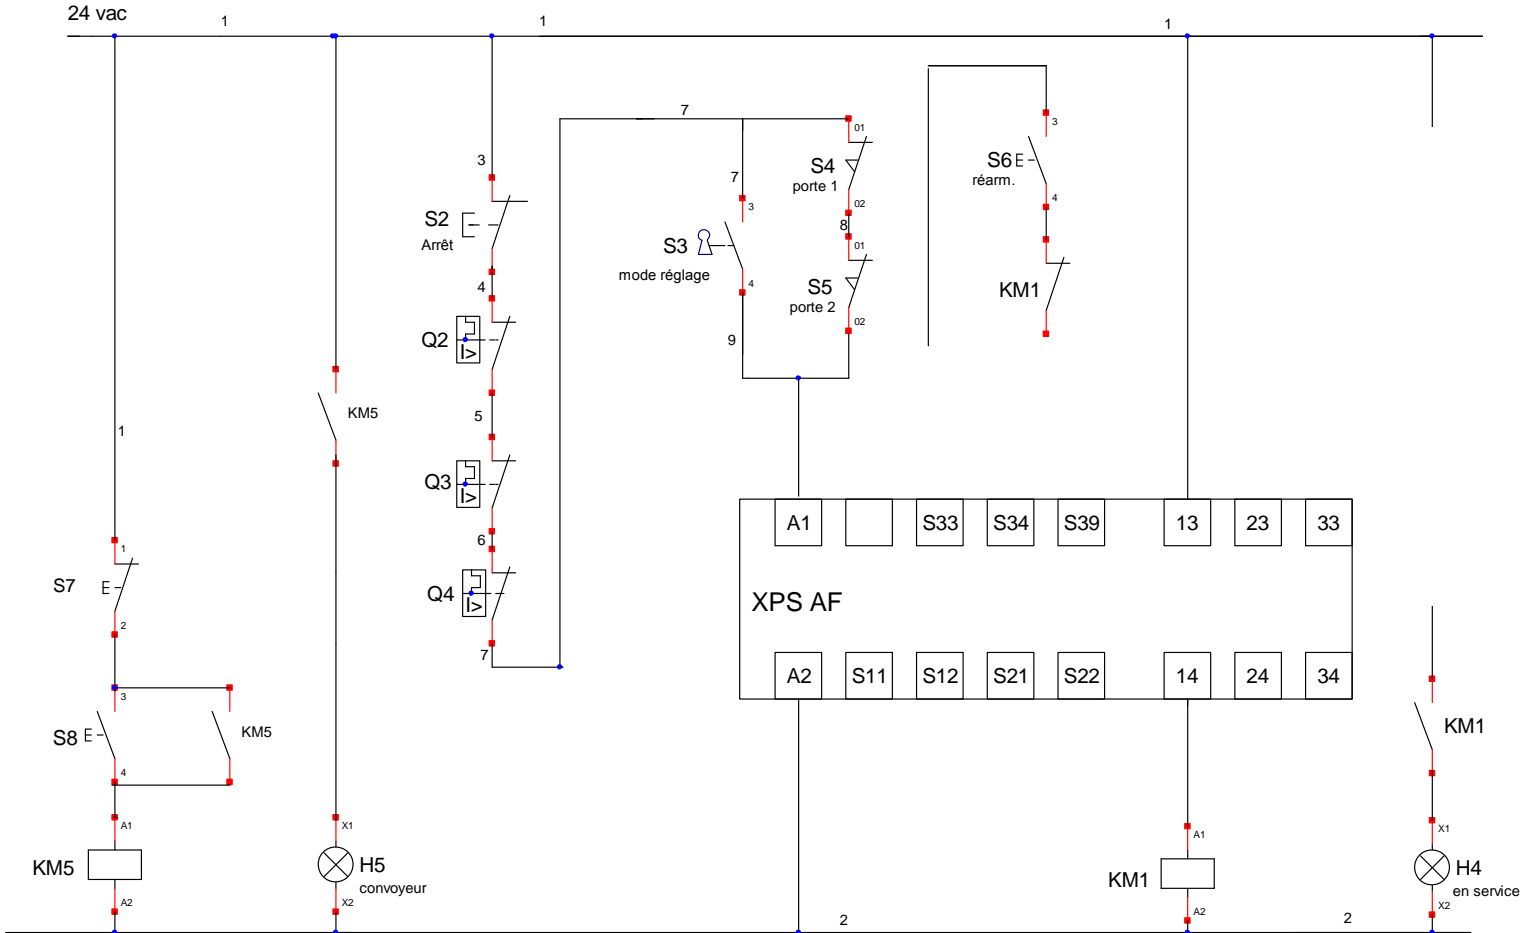 24 vac
1
1
1
7
3
3
01
S4
porte 1
S6
réarm.
7
S2
Arrêt
3
02
4
8
S3
mode réglage
01
4
4
S5
porte 2
KM1
02
Q2
I>
9
1
5
KM5
Q3
I>
A1
S33
S34
S39
13
23
33
6
1
S7
Q4
I>
XPS AF
2
7
A2
S11
S12
S21
S22
14
24
34
3
S8
KM5
KM1
4
A1
X1
A1
X1
KM5
H5
convoyeur
KM1
H4
en service
A2
X2
A2
X2
2
2